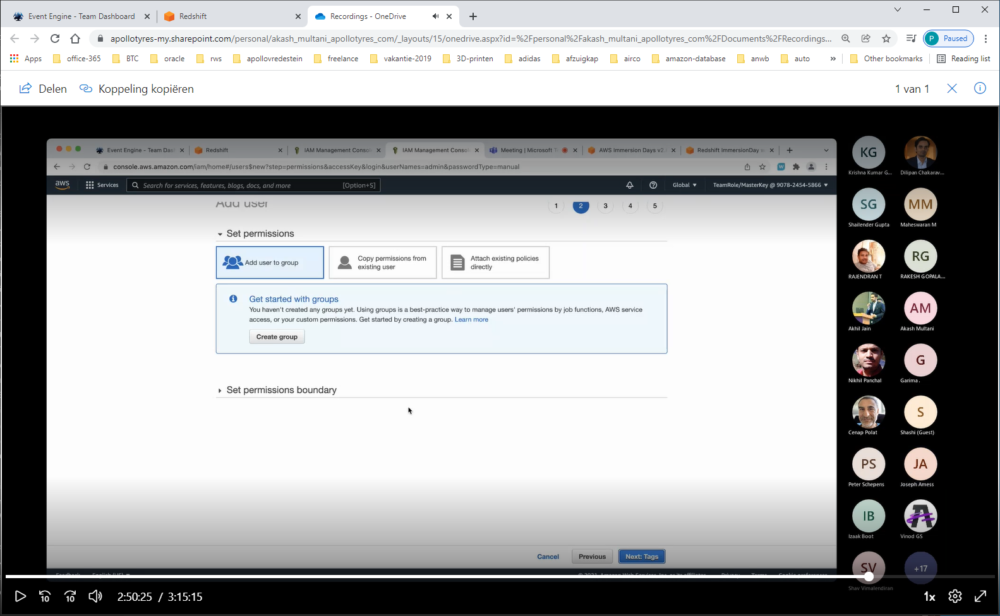 Event Engine - Team Dashboard
Redshift
Recordings - OneDrive
apollotyres-my.sharepoint.com/personal/akash_multani_apollotyres_com/_layouts/15/onedrive.aspx?id=%2Fpersonal%2Fakash_multani_apollotyres_com%2FDocuments%2FRecordings...
P Paused
Apps office-365 BTC oracle rws apollovredestein freelance vakantie-2019 3D-printen adidas afzuigkap airco amazon-database anwb auto » Other bookmarks Reading list
Delen Koppeling kopiëren 1 van 1
Event Engine - Team Das
Redshift
IAM Management Consol
IAM Management Consol
Meeting | Microsoft T
AWS Immersion Days v2.
Redshift ImmersionDay w
console.aws.amazon.com/iam/home#/users$new?step=permissions&accessKey&login&userNames=admin&passwordType=manual
W
aws Services Search for services, features, blogs, docs, and more [Option+S] Global TeamRole/MasterKey @ 9078-2454-5866
Add user 1 2 3 4 5
Set permissions
Add user to group
Copy permissions from
existing user
Attach existing policies
directly
Get started with groups
You haven't created any groups yet. Using groups is a best-practice way to manage users' permissions by job functions, AWS service
access, or your custom permissions. Get started by creating a group. Learn more
Create group
Set permissions boundary
Cancel Previous Next: Tags
Feedback English (US)
Privacy Terms Cookie preferences
KG
Krishna Kumar G... Dilipan Chakarav...
SG MM
Shailender Gupta Maheswaran M
RG
RAJENDRAN T RAKESH GOPALA...
AM
Akhil Jain Akash Multani
G
Nikhil Panchal Garima .
S
Cenap Polat Shashi (Guest)
PS JA
Peter Schepens Joseph Amess
IB
Izaak Boot Vinod GS
SV +17
Shav Vimalendiran
10 10 2:50:25 / 3:15:15 1x